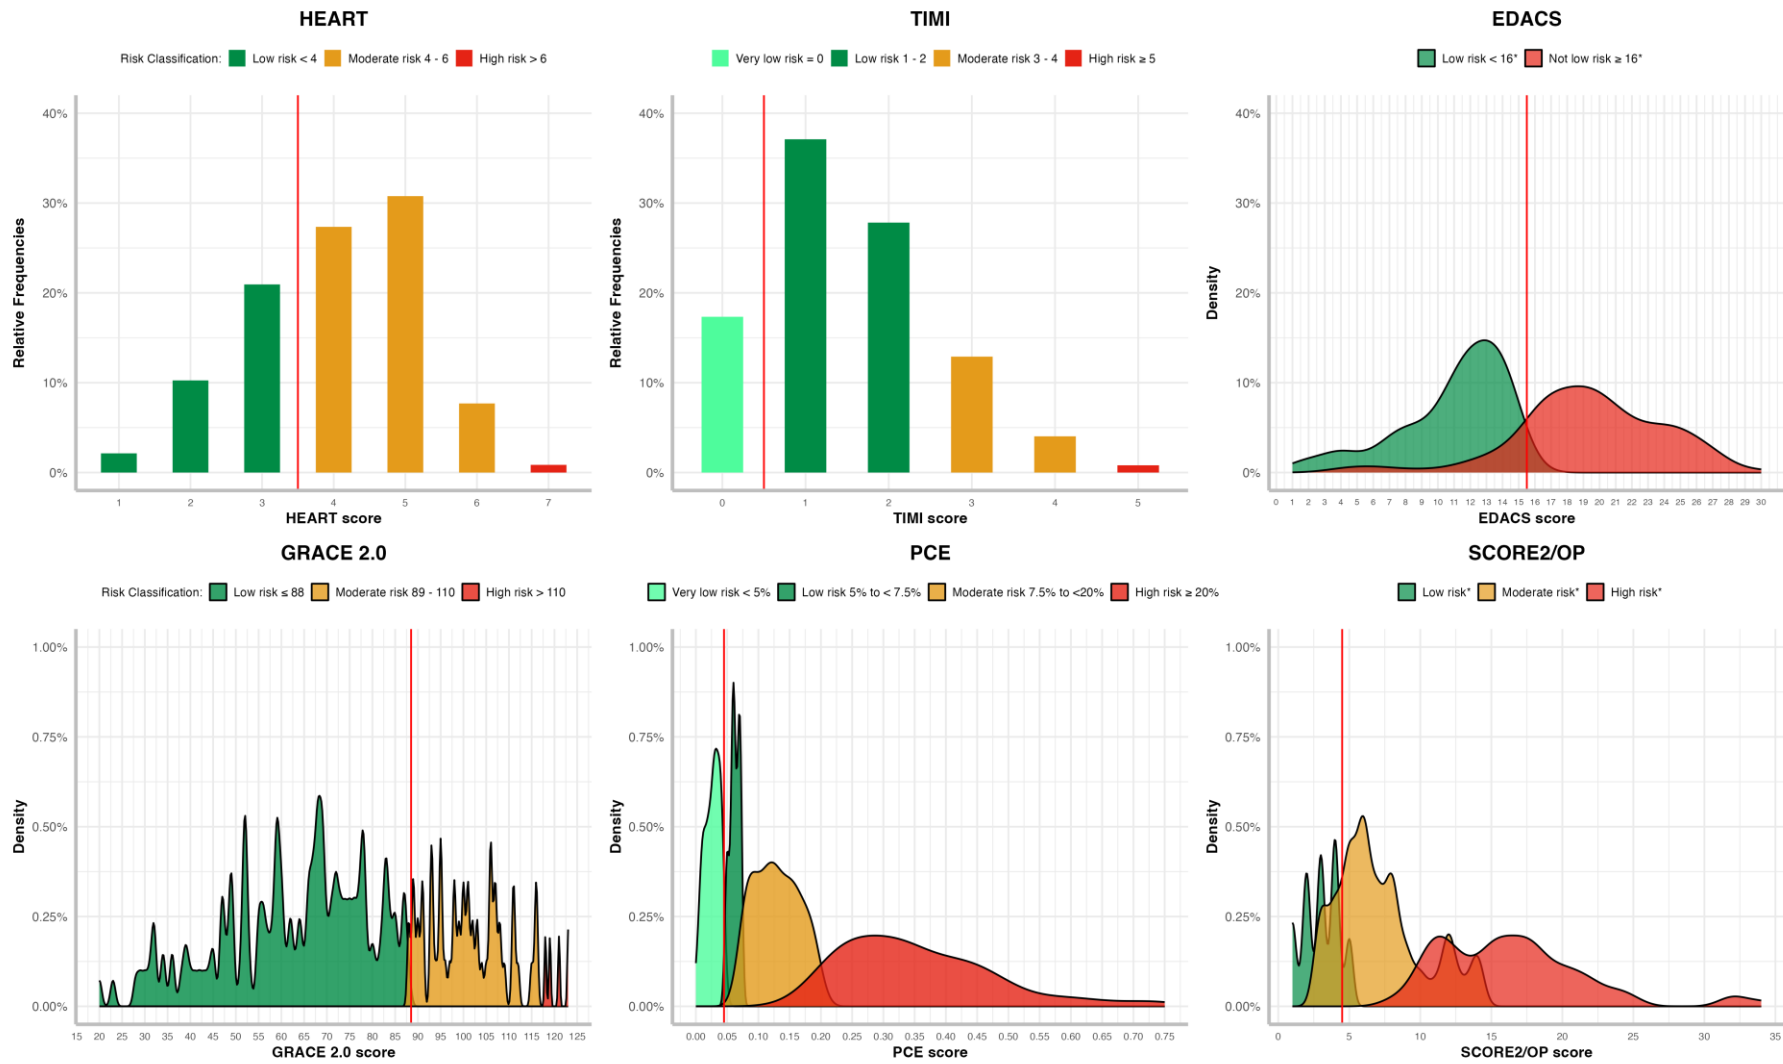 HEART
Risk Classification: Low risk < 4 Moderate risk 4 - 6 High risk > 6
Relative Frequencies
40%
30%
20%
10%
0%
1 2 3 4 5 6 7
HEART score
TIMI
Very low risk = 0 Low risk 1 - 2 Moderate risk 3 - 4 High risk ≥ 5
Relative Frequencies
40%
30%
20%
10%
0%
0 1 2 3 4 5
TIMI score
EDACS
Low risk < 16* Not low risk ≥ 16*
Density
40%
30%
20%
10%
0%
0 1 2 3 4 5 6 7 8 9 10 11 12 13 14 15 16 17 18 19 20 21 22 23 24 25 26 27 28 29 30
EDACS score
GRACE 2.0
Risk Classification: Low risk ≤ 88 Moderate risk 89 - 110 High risk > 110
Density
1.00%
0.75%
0.50%
0.25%
0.00%
15 20 25 30 35 40 45 50 55 60 65 70 75 80 85 90 95 100 105 110 115 120 125
GRACE 2.0 score
PCE
Very low risk < 5% Low risk 5% to < 7.5% Moderate risk 7.5% to <20% High risk ≥ 20%
Density
1.00%
0.75%
0.50%
0.25%
0.00%
0.00 0.05 0.10 0.15 0.20 0.25 0.30 0.35 0.40 0.45 0.50 0.55 0.60 0.65 0.70 0.75
PCE score
SCORE2/OP
Low risk* Moderate risk* High risk*
Density
1.00%
0.75%
0.50%
0.25%
0.00%
0 5 10 15 20 25 30 35
SCORE2/OP score